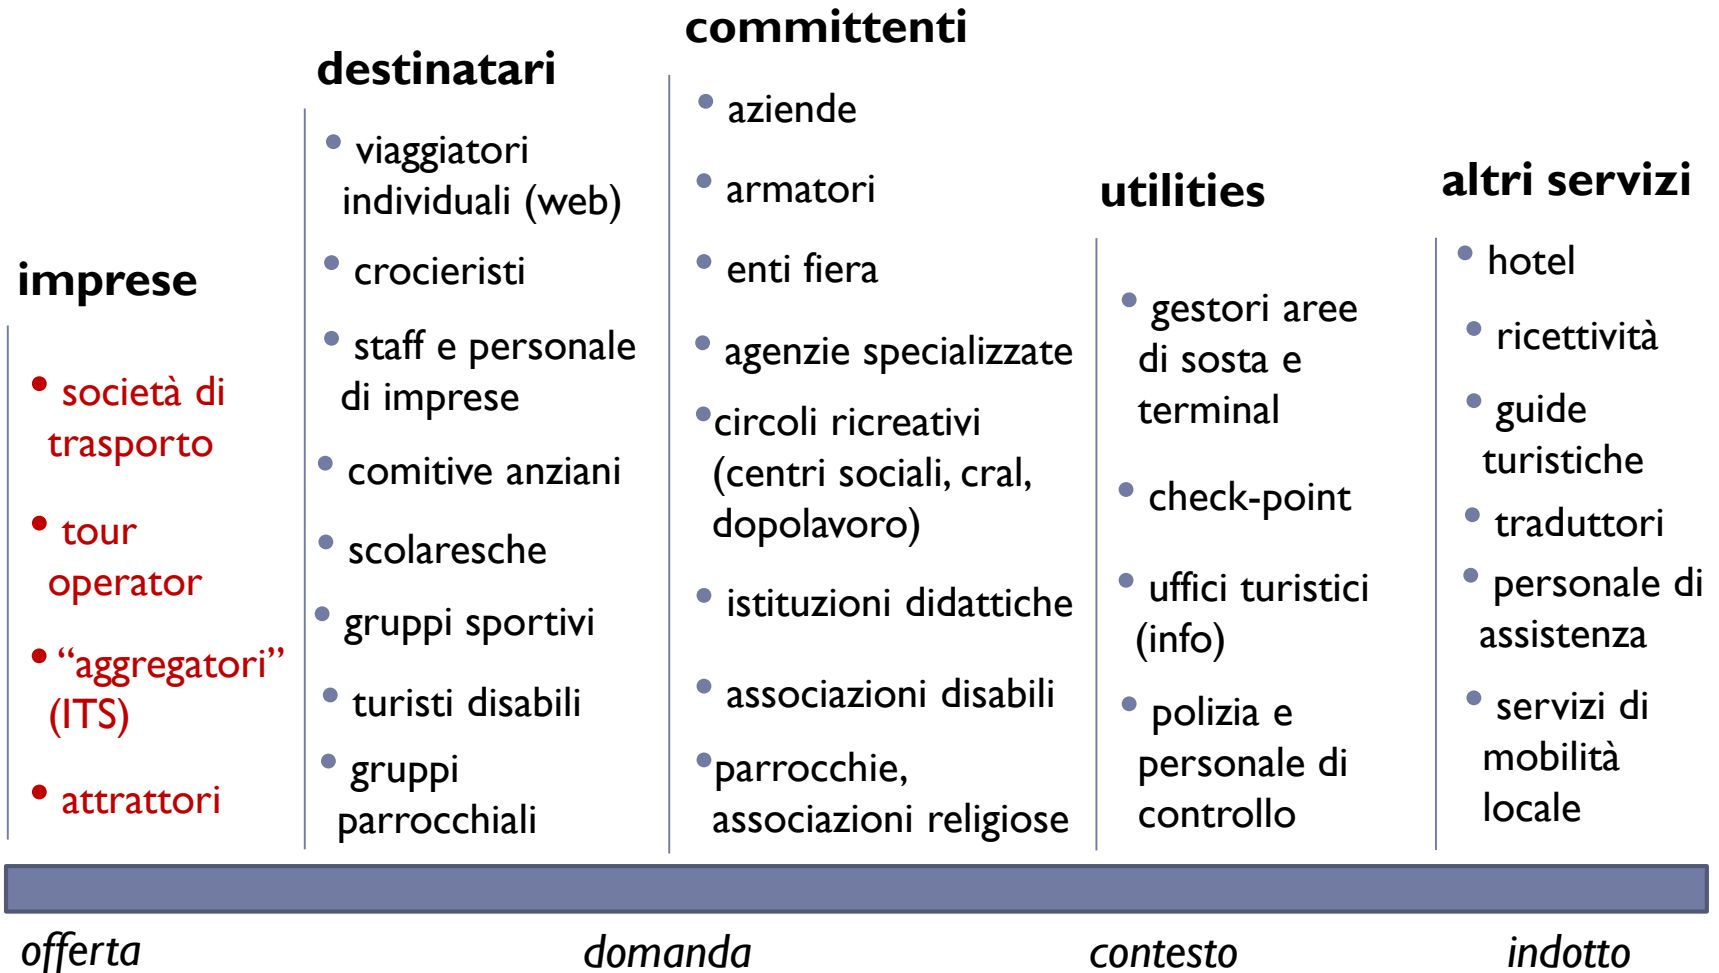 imprese
• società di
trasporto
• tour
operator
• “aggregatori”
(ITS)
• attrattori
destinatari
• viaggiatori
individuali (web)
• crocieristi
• staff e personale
di imprese
• comitive anziani
• scolaresche
• gruppi sportivi
• turisti disabili
• gruppi
parrocchiali
committenti
• aziende
• armatori
• enti fiera
• agenzie specializzate
• circoli ricreativi
(centri sociali, cral,
dopolavoro)
• istituzioni didattiche
• associazioni disabili
• parrocchie,
associazioni religiose
utilities
• gestori aree
di sosta e
terminal
• check-point
• uffici turistici
(info)
• polizia e
personale di
controllo
altri servizi
• hotel
• ricettività
• guide
turistiche
• traduttori
• personale di
assistenza
• servizi di
mobilità
locale
offerta
domanda
contesto
indotto